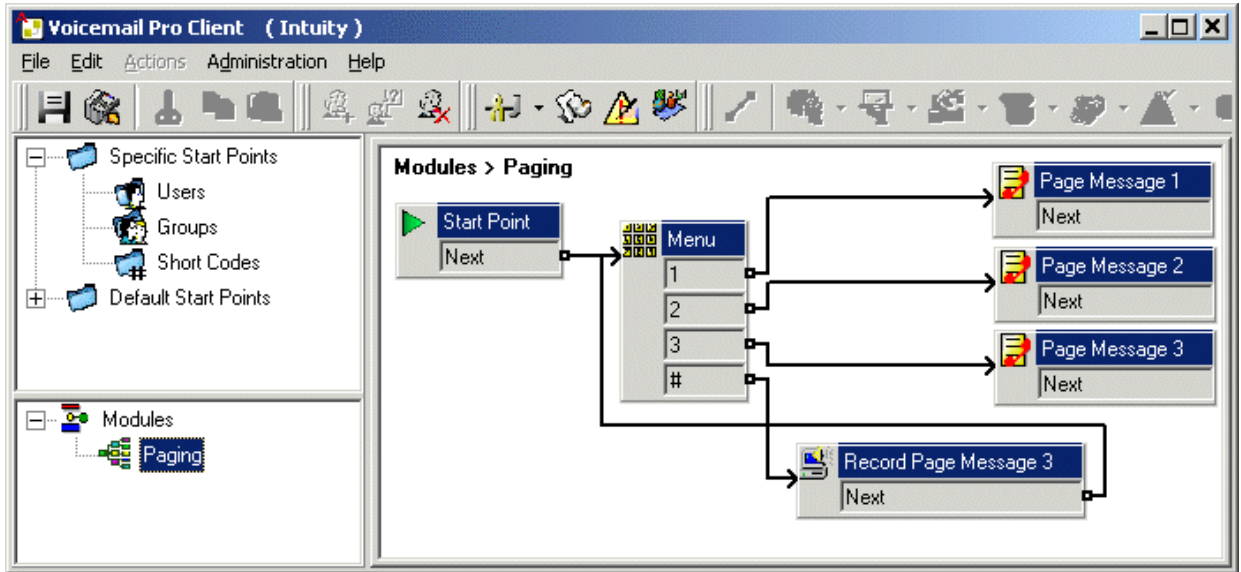 Voicemail Pro Client ( Intuity )
File Edit Actions Administration Help
Specific Start Points
Users
Groups
Short Codes
Default Start Points
Modules
Paging
Modules > Paging
Start Point
Next
Menu
1
2
3
#
Page Message 1
Next
Page Message 2
Next
Page Message 3
Next
Record Page Message 3
Next